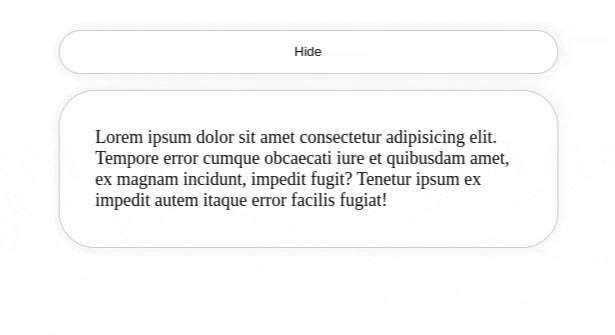 Hide
Lorem ipsum dolor sit amet consectetur adipisicing elit.
Tempore error cumque obcaecati iure et quibusdam amet,
ex magnam incidunt, impedit fugit? Tenetur ipsum ex
impedit autem itaque error facilis fugiat!